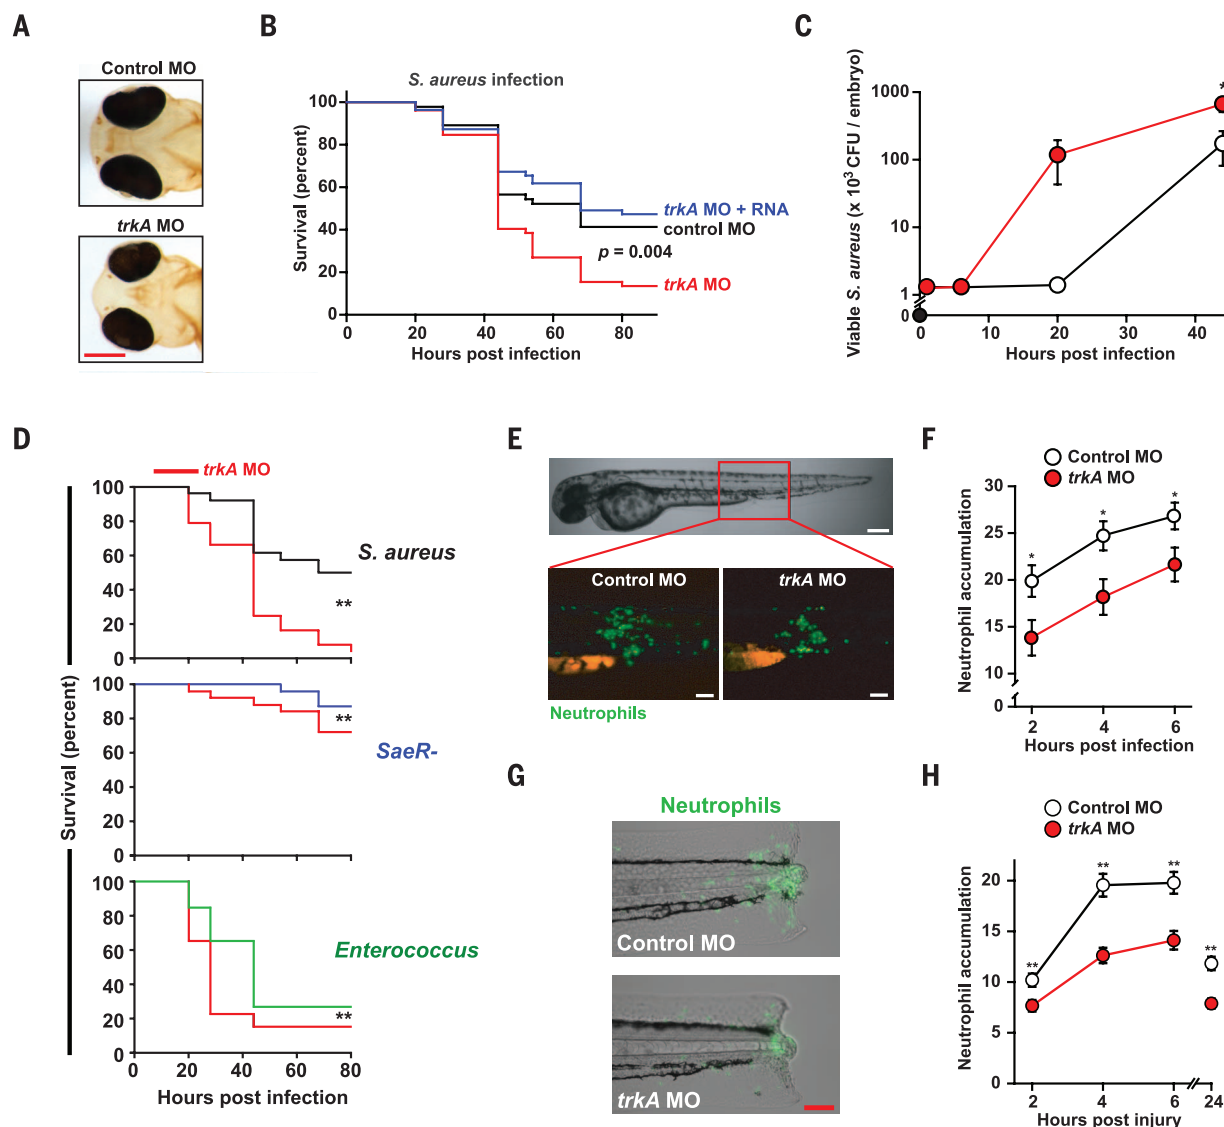 A
Control MO
trkA MO
B
S. aureus infection
Survival (percent)
100
80
60
40
20
0
trkA MO + RNA
control MO
p = 0.004
trkA MO
0 20 40 60 80
Hours post infection
C
Viable S. aureus (x 10³ CFU / embryo)
1000
100
10
1
0
*
0 10 20 30 40
Hours post infection
D
trkA MO
Survival (percent)
100
80
60
40
20
0
S. aureus
**
100
80
60
40
20
0
**
SaeR-
100
80
60
40
20
0
Enterococcus
**
0 20 40 60 80
Hours post infection
E
Control MO
trkA MO
Neutrophils
F
Control MO
trkA MO
Neutrophil accumulation
30
25
20
15
10
0
* * *
2 4 6
Hours post infection
G
Neutrophils
Control MO
trkA MO
H
Control MO
trkA MO
Neutrophil accumulation
20
15
10
5
0
** ** ** **
2 4 6 24
Hours post injury